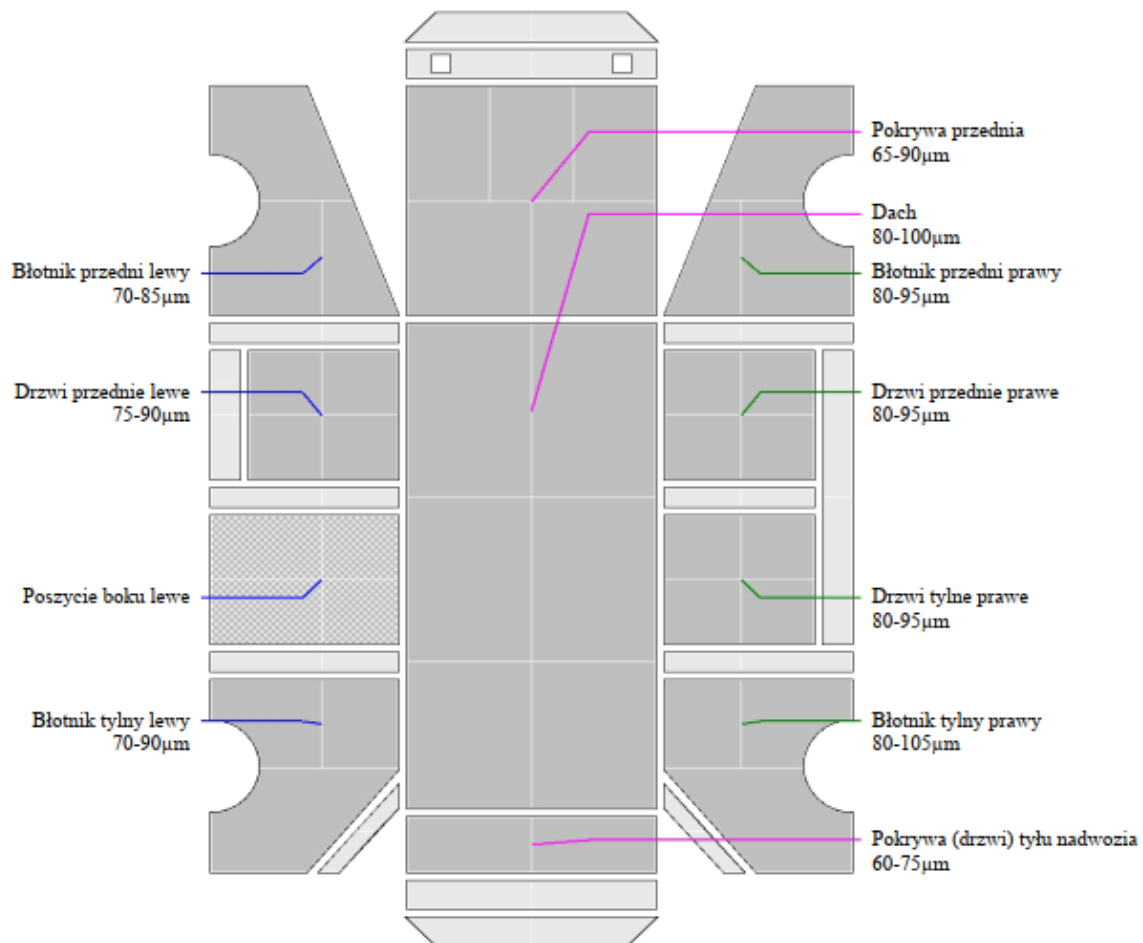 Pokrywa przednia
65-90µm
Dach
80-100µm
Błotnik przedni lewy
70-85µm
Błotnik przedni prawy
80-95µm
Drzwi przednie lewe
75-90µm
Drzwi przednie prawe
80-95µm
Poszycie boku lewe
Drzwi tylne prawe
80-95µm
Błotnik tylny lewy
70-90µm
Błotnik tylny prawy
80-105µm
Pokrywa (drzwi) tyłu nadwozia
60-75µm